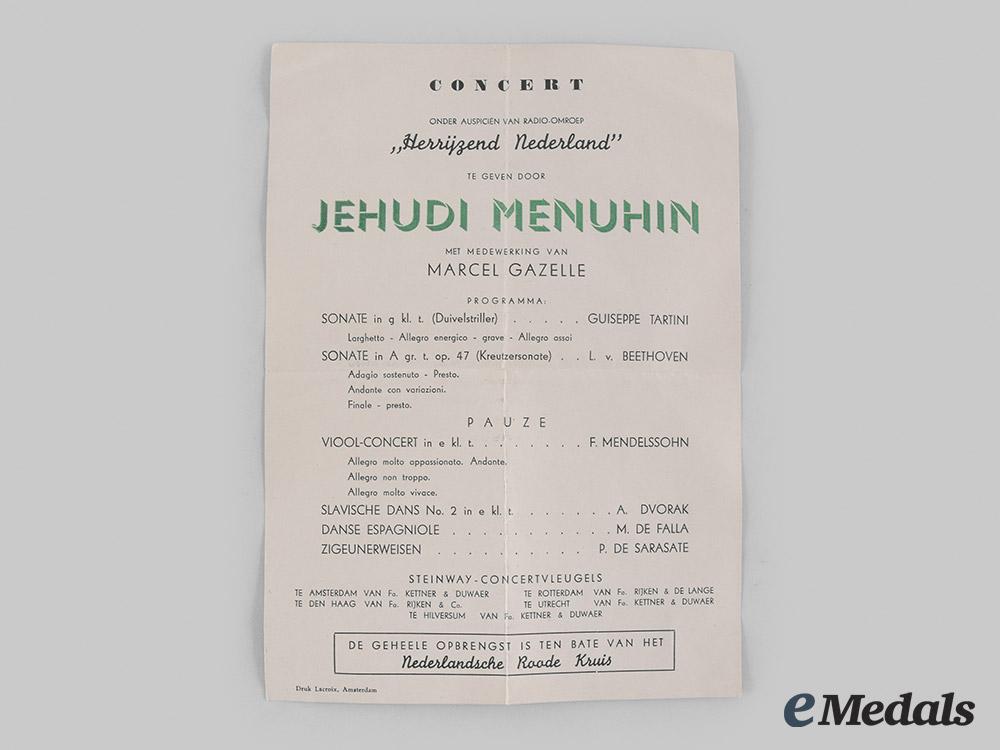 CONCERT
ONDER AUSPICIËN VAN RADIO-OMROEP
„Herrijzend Nederland”
TE GEVEN DOOR
JEHUDI MENUHIN
MET MEDEWERKING VAN
MARCEL GAZELLE
PROGRAMMA:
SONATE in g kl. t. (Duivelstriller) . . . . . GUISEPPE TARTINI
Larghetto - Allegro energico - grave - Allegro assai
SONATE in A gr. t. op. 47 (Kreutzersonate) . . L. v. BEETHOVEN
Adagio sostenuto - Presto.
Andante con variazioni.
Finale - presto.
PAUZE
VIOOL-CONCERT in e kl. t. . . . . . . . . F. MENDELSSOHN
Allegro molto appassionato. Andante.
Allegro non troppo.
Allegro molto vivace.
SLAVISCHE DANS No. 2 in e kl. t. . . . . . . . A. DVORAK
DANSE ESPAGNIOLE . . . . . . . . . . . M. DE FALLA
ZIGEUNERWEISEN . . . . . . . . . . P. DE SARASATE
STEINWAY-CONCERTVLEUGELS
TE AMSTERDAM VAN Fa. KETTNER & DUWAER TE ROTTERDAM VAN Fa. RIJKEN & DE LANGE
TE DEN HAAG VAN Fa. RIJKEN & Co. TE UTRECHT VAN Fa. KETTNER & DUWAER
TE HILVERSUM VAN Fa. KETTNER & DUWAER
DE GEHEELE OPBRENGST IS TEN BATE VAN HET
Nederlandsche Roode Kruis
Druk Lacroix, Amsterdam
eMedals